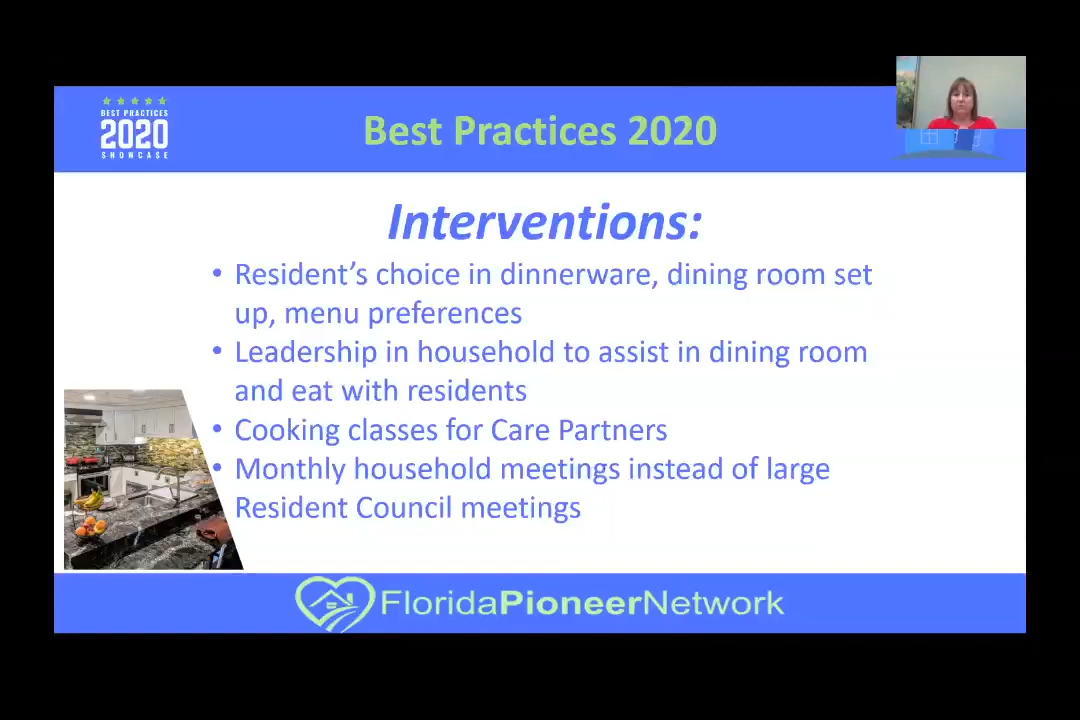 BEST PRACTICES
2020
SHOWCASE
Best Practices 2020
Interventions:
• Resident’s choice in dinnerware, dining room set
up, menu preferences
• Leadership in household to assist in dining room
and eat with residents
• Cooking classes for Care Partners
• Monthly household meetings instead of large
Resident Council meetings
FloridaPioneerNetwork